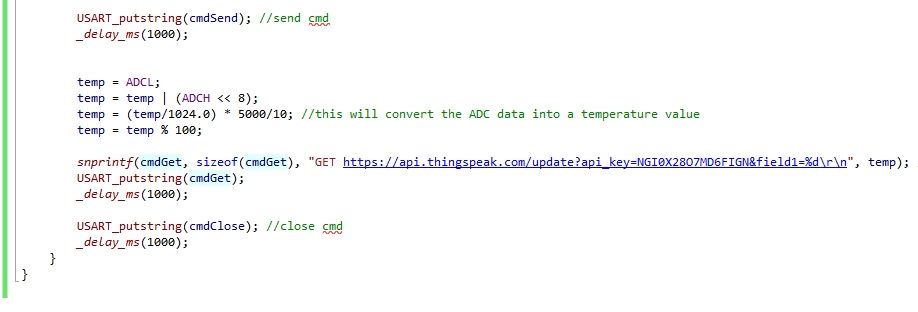 USART_putstring(cmdSend); //send cmd
_delay_ms(1000);
temp = ADCL;
temp = temp | (ADCH << 8);
temp = (temp/1024.0) * 5000/10; //this will convert the ADC data into a temperature value
temp = temp % 100;
snprintf(cmdGet, sizeof(cmdGet), "GET https://api.thingspeak.com/update?api_key=NGI0X28O7MD6FIGN&field1=%d\r\n", temp);
USART_putstring(cmdGet);
_delay_ms(1000);
USART_putstring(cmdClose); //close cmd
_delay_ms(1000);
}
}